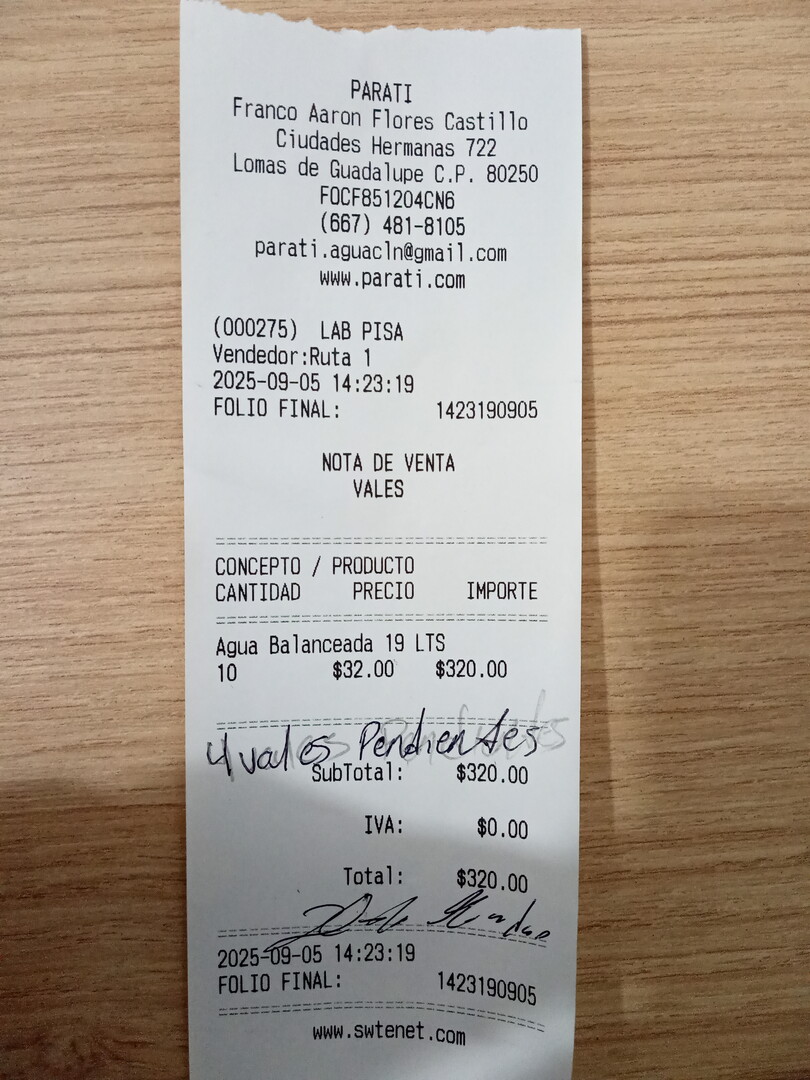 PARATI
Franco Aaron Flores Castillo
Ciudades Hermanas 722
Lomas de Guadalupe C.P. 80250
FOCF851204CN6
(667) 481-8105
parati.aguacln@gmail.com
www.parati.com
(000275) LAB PISA
Vendedor:Ruta 1
2025-09-05 14:23:19
FOLIO FINAL: 1423190905
NOTA DE VENTA
VALES
CONCEPTO / PRODUCTO
CANTIDAD PRECIO IMPORTE
Agua Balanceada 19 LTS
10 $32.00 $320.00
4 vales Pendientes
SubTotal: $320.00
IVA: $0.00
Total: $320.00
2025-09-05 14:23:19
FOLIO FINAL: 1423190905
www.swtenet.com